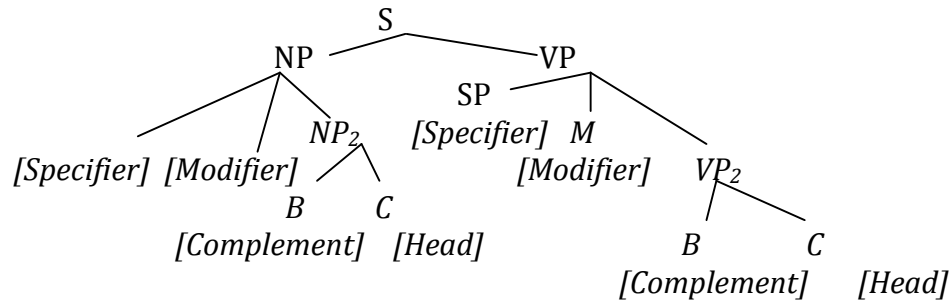 S
NP VP
SP
NP₂ [Specifier] M
[Specifier] [Modifier] [Modifier] VP₂
B C
[Complement] [Head] B C
[Complement] [Head]